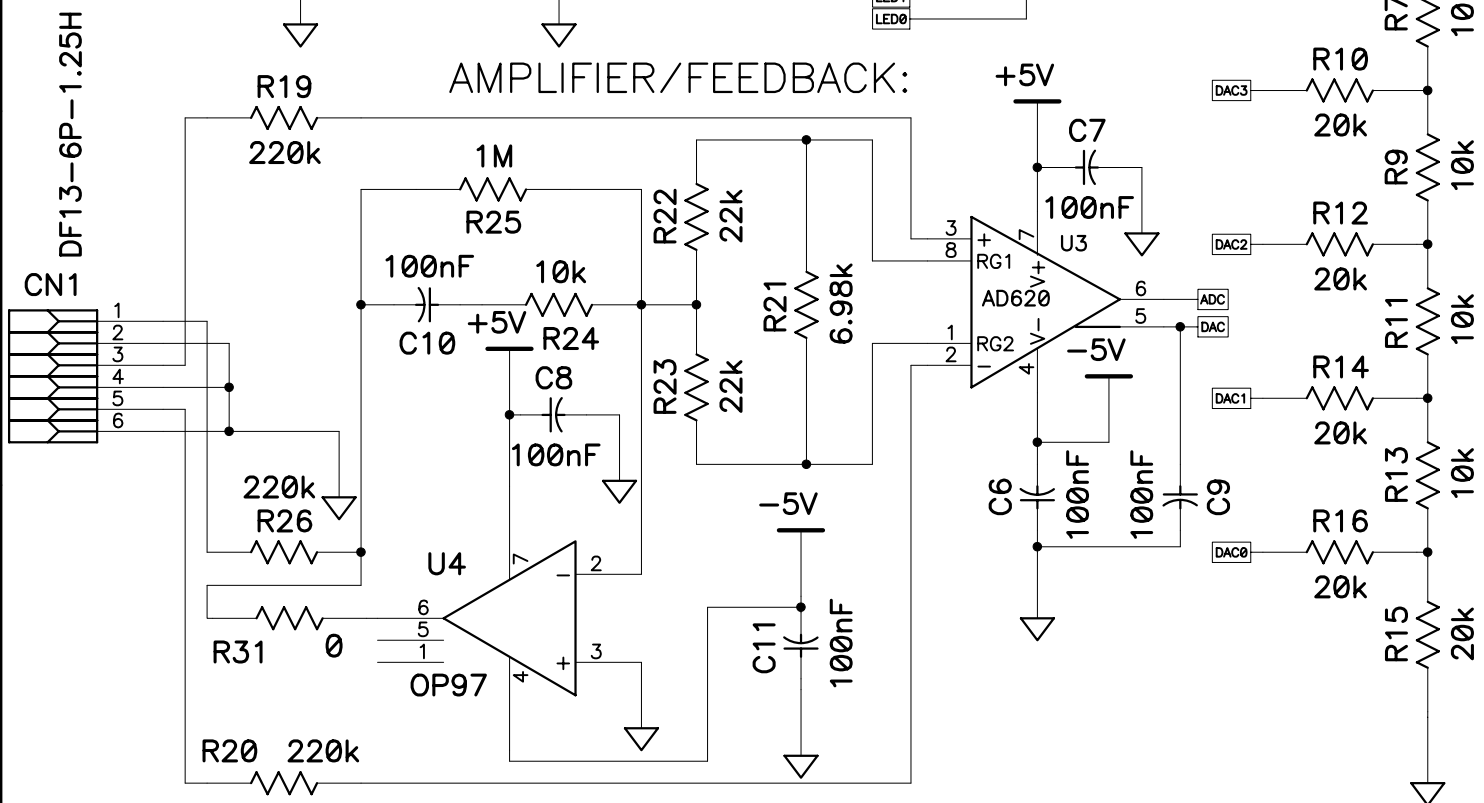 DF13-6P-1.25H
CN1
1
2
3
4
5
6
LED0
AMPLIFIER/FEEDBACK:
R19
220k
1M
R25
100nF
C10
10k
R24
+5V
C8
100nF
R22
22k
R23
22k
R21
6.98k
+5V
C7
100nF
U3
7
3
+
8
RG1
AD620
V+
V-
1
RG2
2
-
4
6
ADC
5
DAC
-5V
C6
100nF
100nF
C9
220k
R26
U4
7
-
2
6
5
1
+
3
4
OP97
R31
0
-5V
C11
100nF
R20
220k
R7
10
DAC3
R10
20k
R9
10k
DAC2
R12
20k
R11
10k
DAC1
R14
20k
R13
10k
DAC0
R16
20k
R15
20k